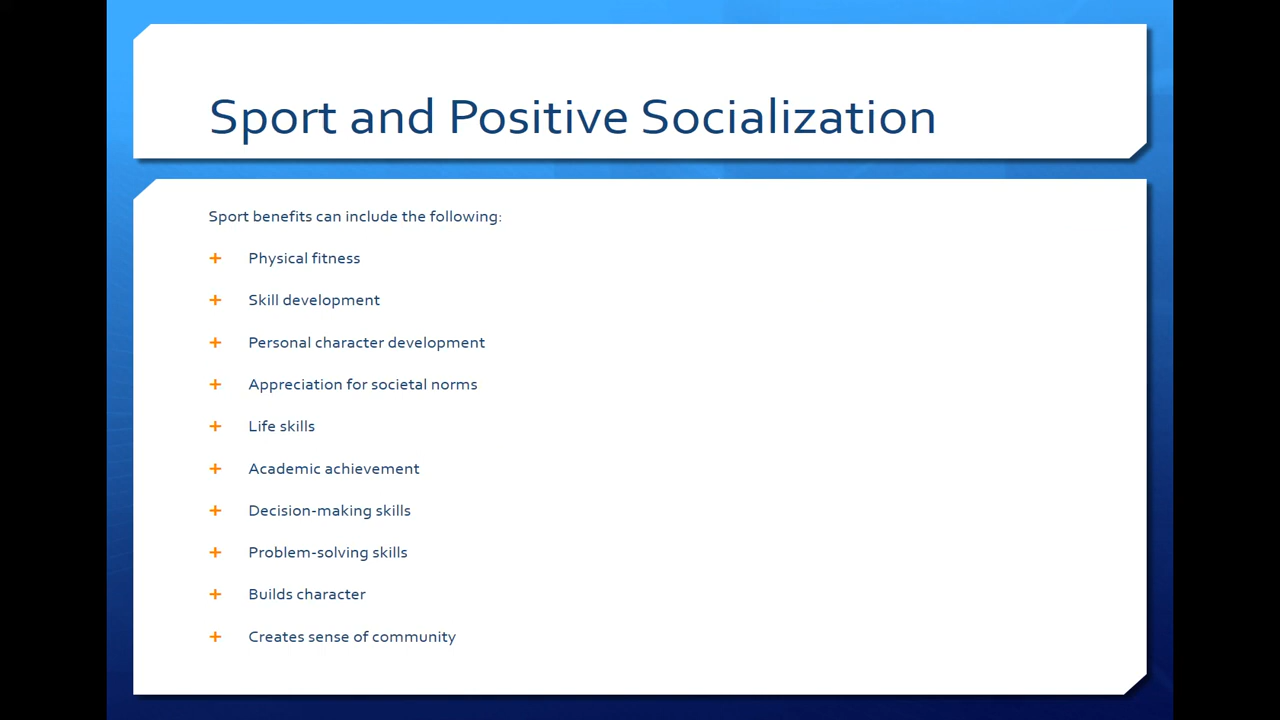 Sport and Positive Socialization
Sport benefits can include the following:
+ Physical fitness
+ Skill development
+ Personal character development
+ Appreciation for societal norms
+ Life skills
+ Academic achievement
+ Decision-making skills
+ Problem-solving skills
+ Builds character
+ Creates sense of community